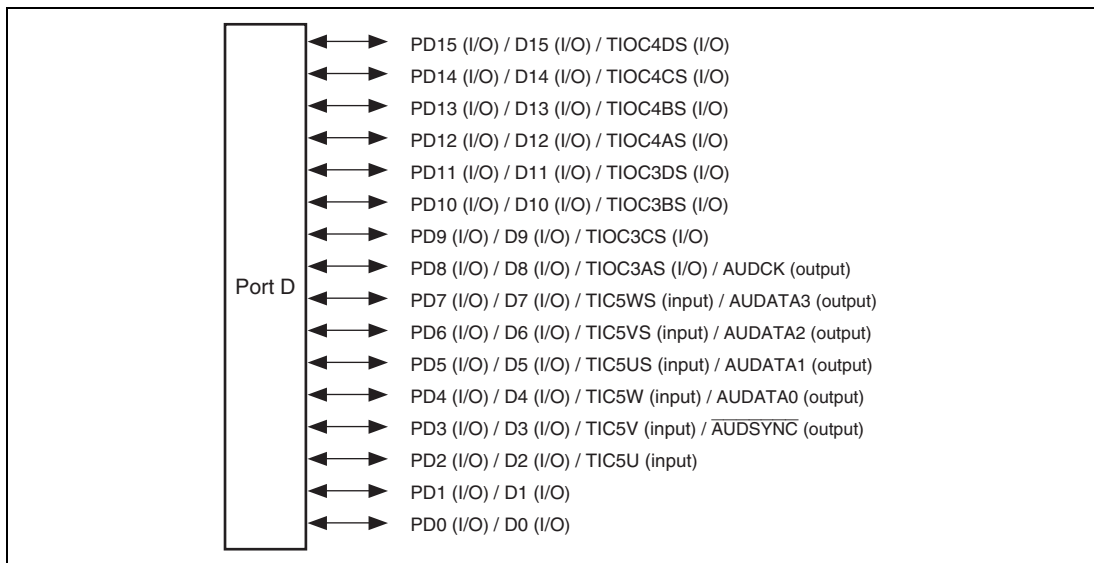 PD15 (I/O) / D15 (I/O) / TIOC4DS (I/O)
PD14 (I/O) / D14 (I/O) / TIOC4CS (I/O)
PD13 (I/O) / D13 (I/O) / TIOC4BS (I/O)
PD12 (I/O) / D12 (I/O) / TIOC4AS (I/O)
PD11 (I/O) / D11 (I/O) / TIOC3DS (I/O)
PD10 (I/O) / D10 (I/O) / TIOC3BS (I/O)
PD9 (I/O) / D9 (I/O) / TIOC3CS (I/O)
PD8 (I/O) / D8 (I/O) / TIOC3AS (I/O) / AUDCK (output)
Port D
PD7 (I/O) / D7 (I/O) / TIC5WS (input) / AUDATA3 (output)
PD6 (I/O) / D6 (I/O) / TIC5VS (input) / AUDATA2 (output)
PD5 (I/O) / D5 (I/O) / TIC5US (input) / AUDATA1 (output)
PD4 (I/O) / D4 (I/O) / TIC5W (input) / AUDATA0 (output)
PD3 (I/O) / D3 (I/O) / TIC5V (input) / A̅U̅D̅S̅Y̅N̅C̅ (output)
PD2 (I/O) / D2 (I/O) / TIC5U (input)
PD1 (I/O) / D1 (I/O)
PD0 (I/O) / D0 (I/O)